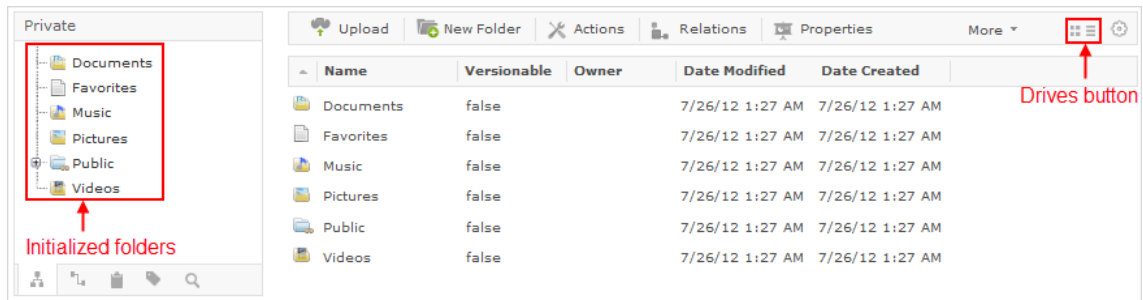 Private
Documents
Favorites
Music
Pictures
Public
Videos
Initialized folders
Upload New Folder Actions Relations Properties More
Drives button
Name Versionable Owner Date Modified Date Created
Documents false 7/26/12 1:27 AM 7/26/12 1:27 AM
Favorites false 7/26/12 1:27 AM 7/26/12 1:27 AM
Music false 7/26/12 1:27 AM 7/26/12 1:27 AM
Pictures false 7/26/12 1:27 AM 7/26/12 1:27 AM
Public false 7/26/12 1:27 AM 7/26/12 1:27 AM
Videos false 7/26/12 1:27 AM 7/26/12 1:27 AM